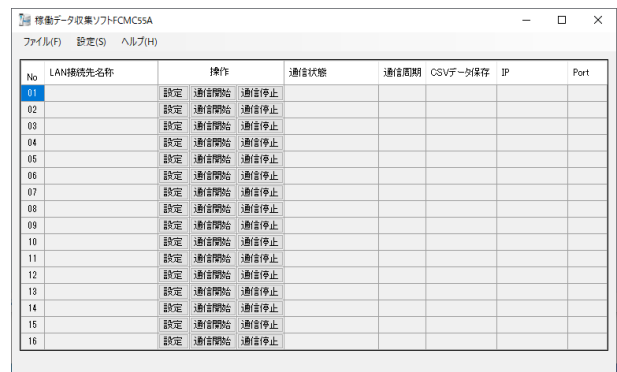 稼働データ収集ソフトFCMC55A
ファイル(F) 設定(S) ヘルプ(H)
No LAN接続先名称 操作 通信状態 通信周期 CSVデータ保存 IP Port
01 設定 通信開始 通信停止
02 設定 通信開始 通信停止
03 設定 通信開始 通信停止
04 設定 通信開始 通信停止
05 設定 通信開始 通信停止
06 設定 通信開始 通信停止
07 設定 通信開始 通信停止
08 設定 通信開始 通信停止
09 設定 通信開始 通信停止
10 設定 通信開始 通信停止
11 設定 通信開始 通信停止
12 設定 通信開始 通信停止
13 設定 通信開始 通信停止
14 設定 通信開始 通信停止
15 設定 通信開始 通信停止
16 設定 通信開始 通信停止